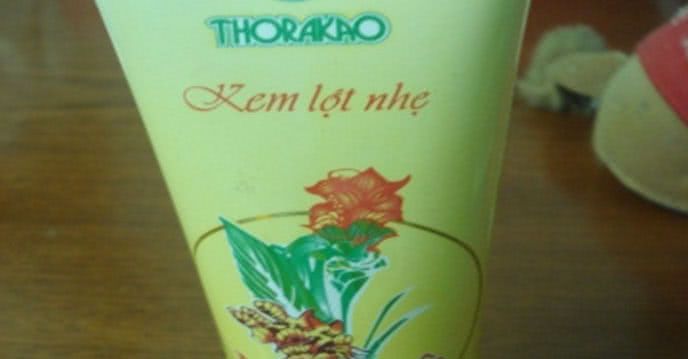 THORAKAO
Kem lột nhẹ